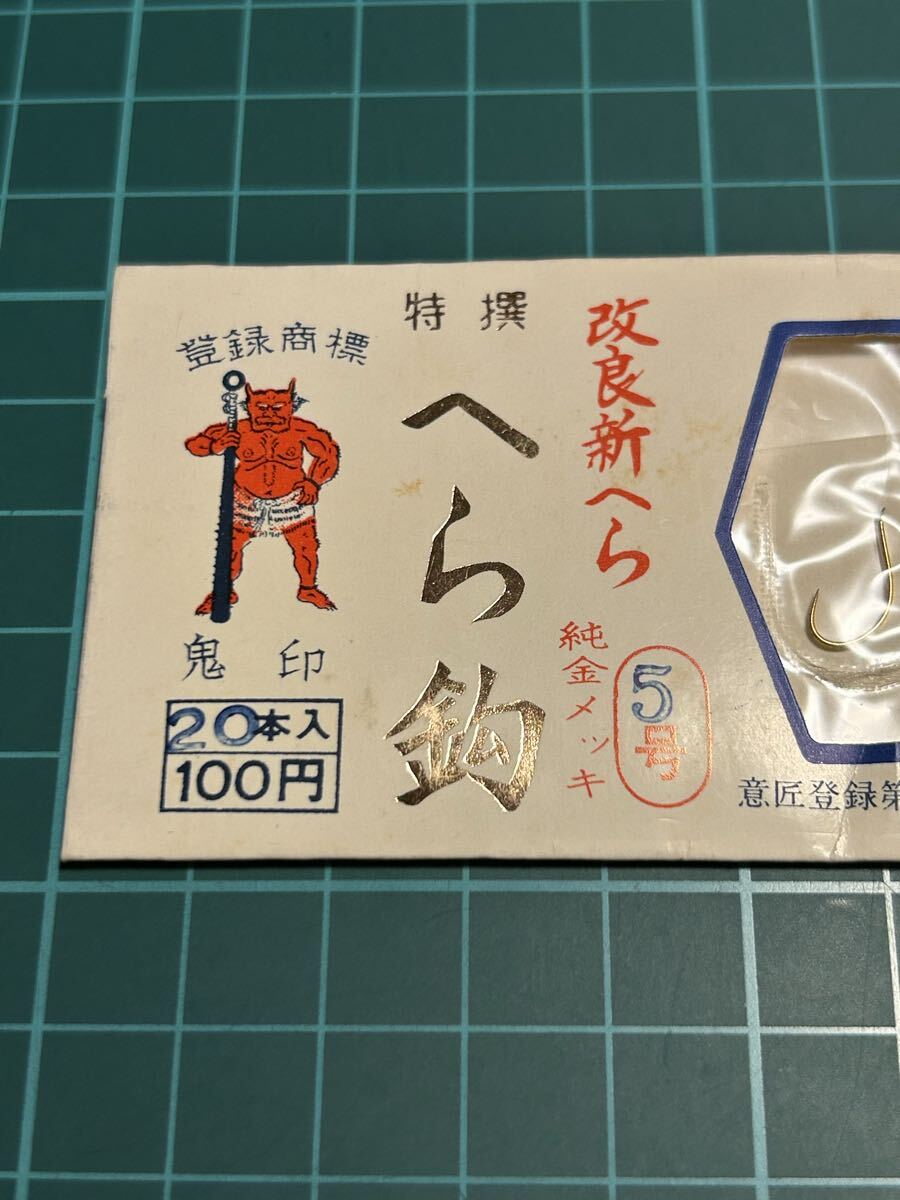 登録商標
鬼印
20本入
100円
特撰
へら鈎
改良新へら
純金メッキ
5号
意匠登録第